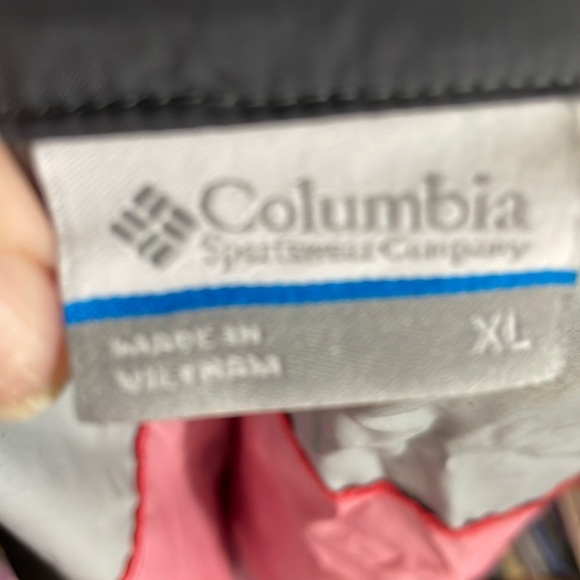 Columbia
Sportswear Company
MADE IN
VIETNAM
XL